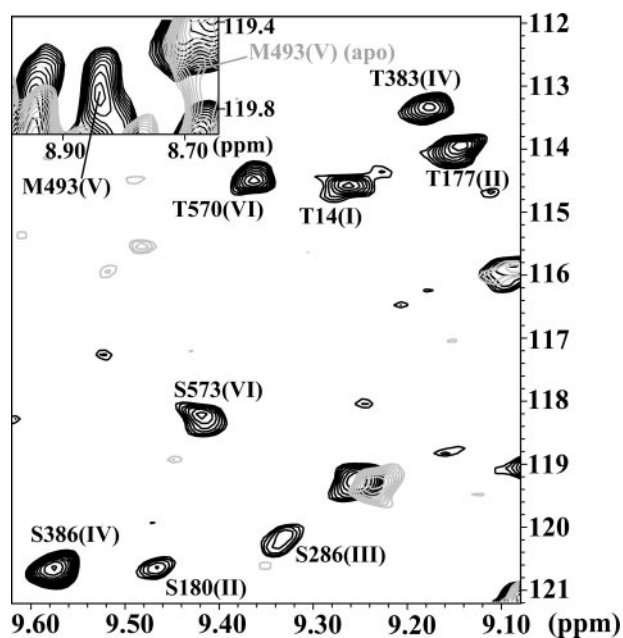 112
119.4
M493(V) (apo)
T383(IV)
113
119.8
8.90
8.70
(ppm)
114
M493(V)
T177(II)
T570(VI)
T14(I)
115
116
117
S573(VI)
118
119
S386(IV)
120
S286(III)
S180(II)
121
9.60 9.50 9.40 9.30 9.20 9.10 (ppm)